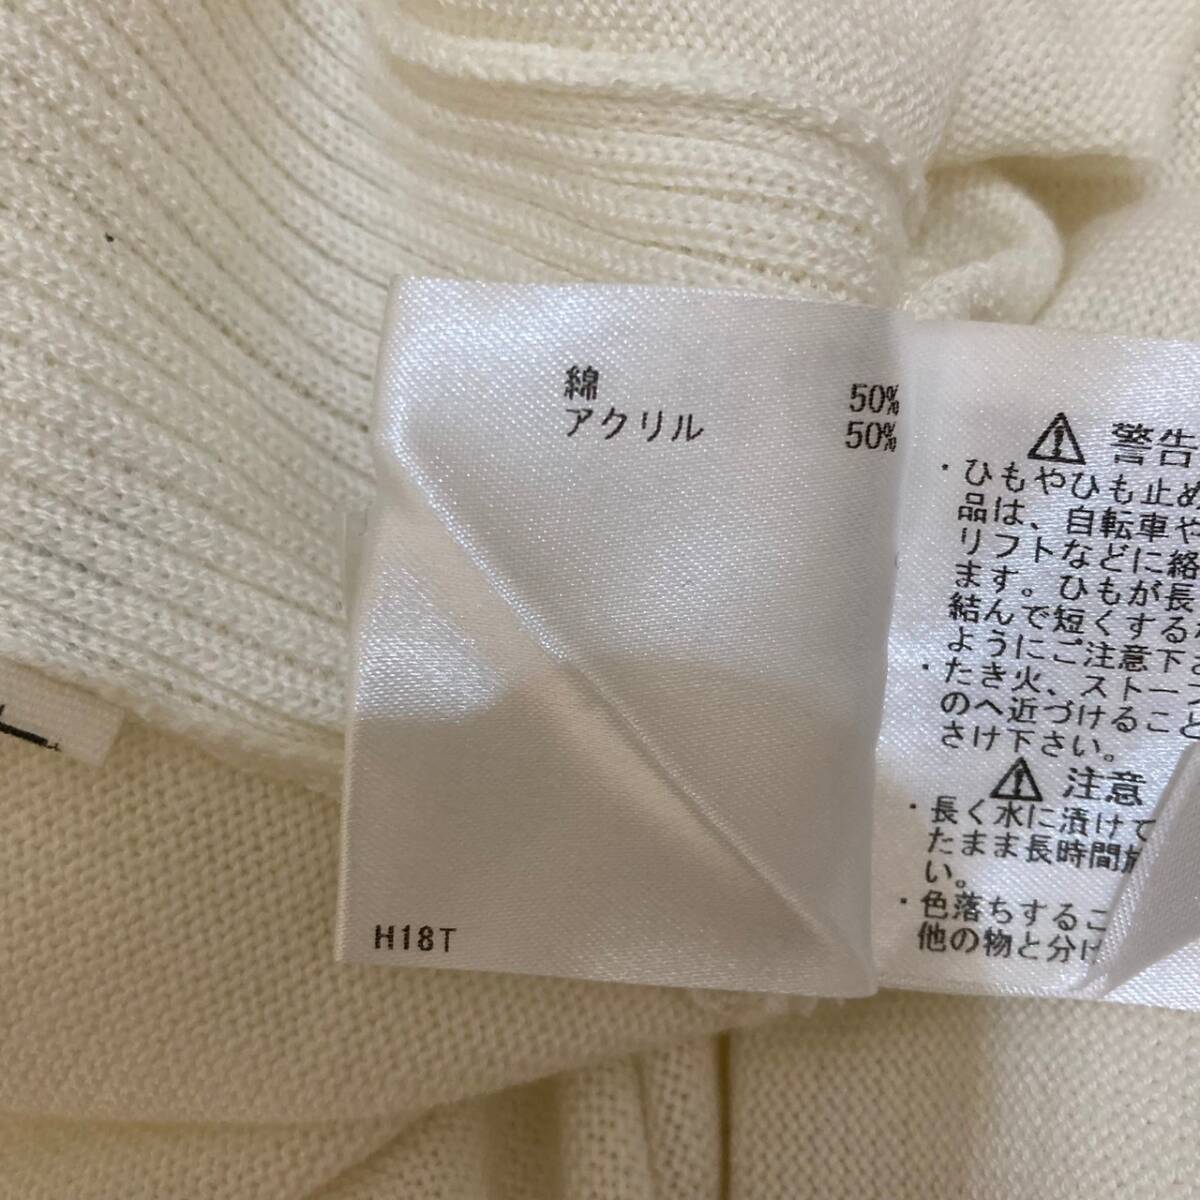 綿 50%
アクリル 50%
H18T
警告
・ひもやひも止め
品は、自転車や
リフトなどに絡
ます。ひもが長
結んで短くする
ようにご注意下さ
・たき火、ストー
のへ近づけること
さけ下さい。
注意
・長く水に漬けて
たまま長時間放
い。
・色落ちするこ
他の物と分け